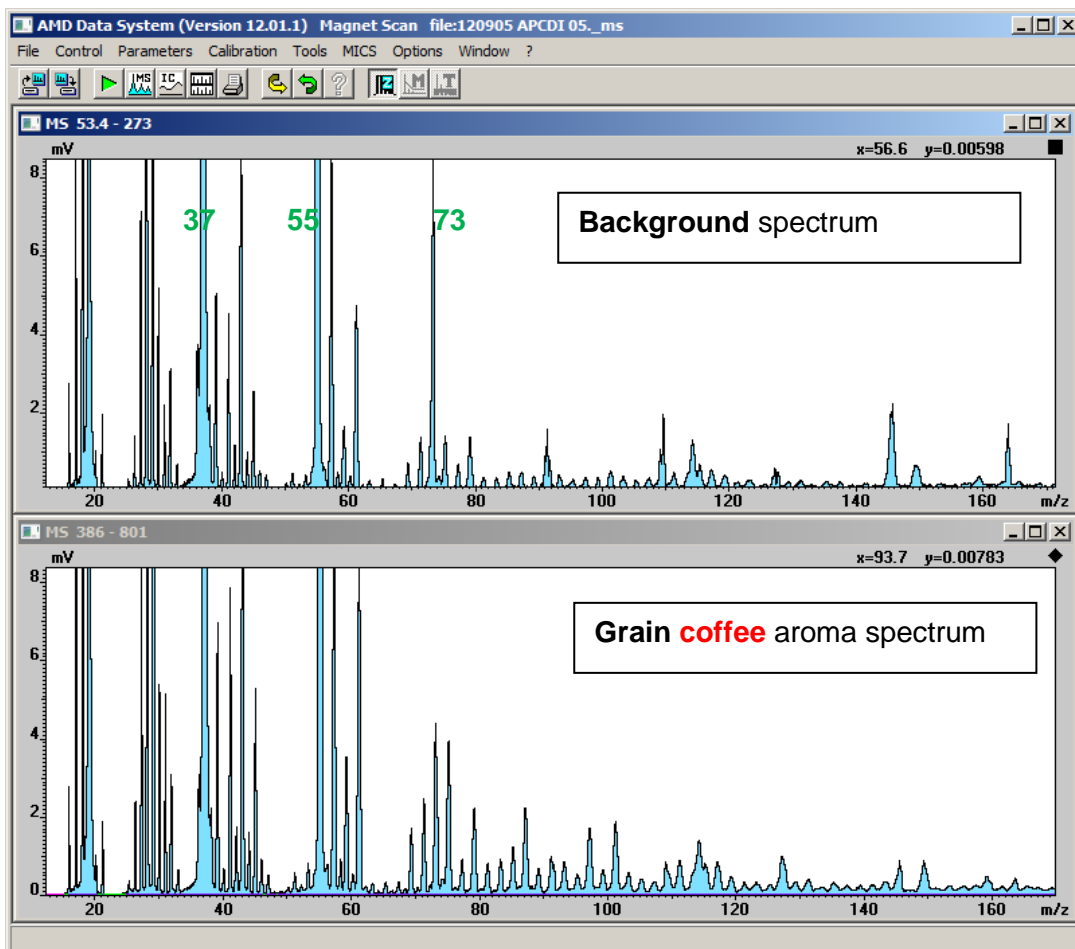 AMD Data System (Version 12.01.1) Magnet Scan file:120905 APCDI 05._ms
File Control Parameters Calibration Tools MICS Options Window ?
MS IC
MS 53.4 - 273
mV x=56.6 y=0.00598
8
37 55 73
Background spectrum
6
4
2
20 40 60 80 100 120 140 160 m/z
MS 386 - 801
mV x=93.7 y=0.00783
8
Grain coffee aroma spectrum
6
4
2
0
20 40 60 80 100 120 140 160 m/z